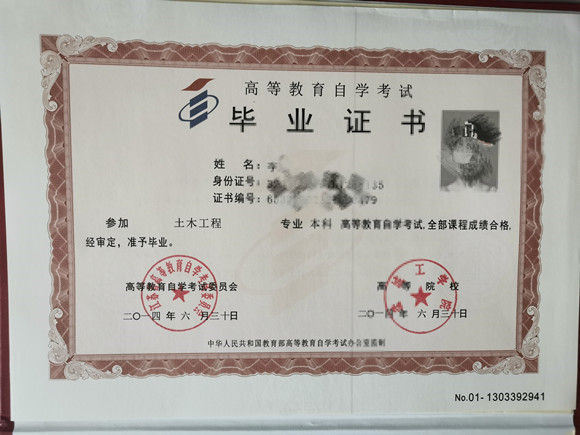 高等教育自学考试
毕业证书
姓名：李
身份证号：
证书编号：
参加 土木工程 专业 本科 高等教育自学考试,全部课程成绩合格,
经审定，准予毕业。
高等教育自学考试委员会 高等院校
二〇一四年 六 月三十日 二〇一四年 六 月三十日
中华人民共和国教育部高等教育自学考试办公室监制
No.01- 1303392941